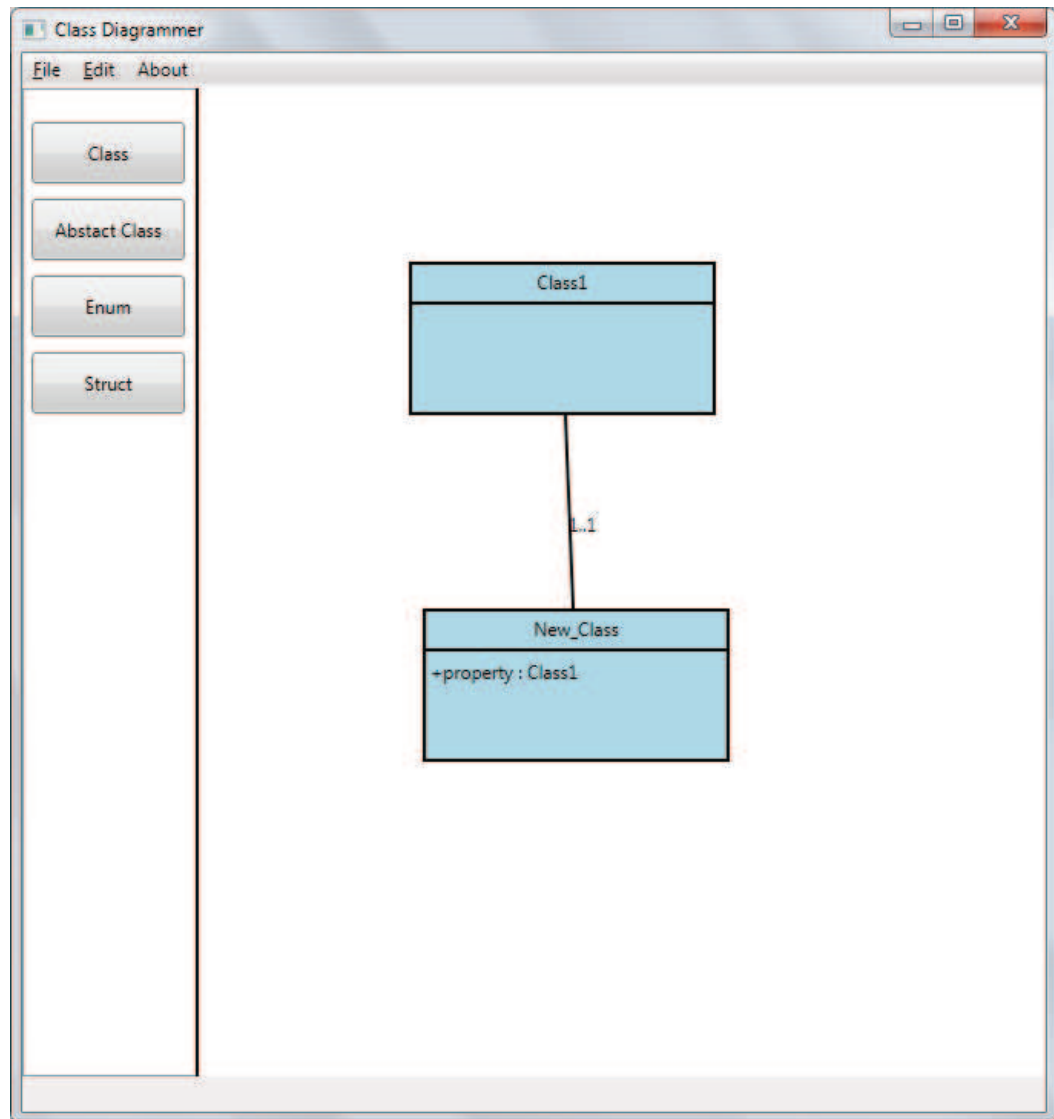 Class Diagrammer
File Edit About
Class
Abstact Class
Enum
Struct
Class1
1..1
New_Class
+property : Class1